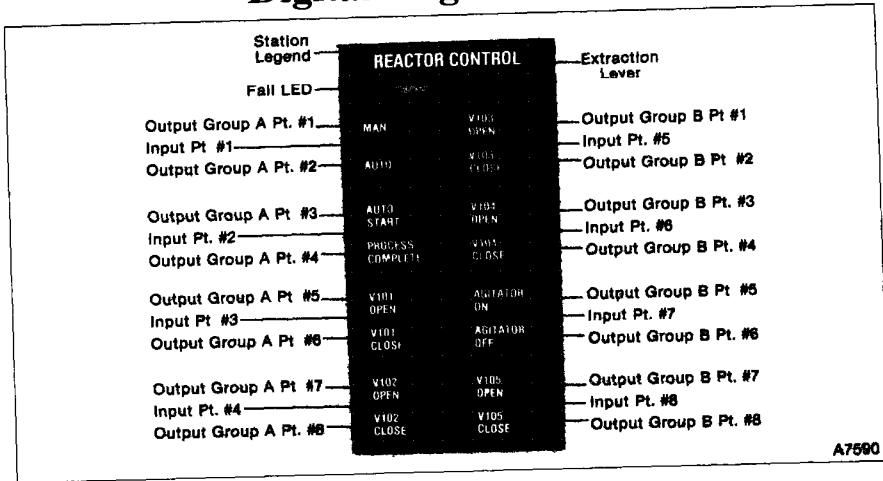 Station
Legend
REACTOR CONTROL
Extraction
Lever
Fail LED
Output Group A Pt. #1
MAN
V103
OPEN
Output Group B Pt #1
Input Pt #1
Input Pt. #5
Output Group A Pt. #2
AUTO
V103
CLOSE
Output Group B Pt #2
Output Group A Pt #3
AUTO
START
V104
OPEN
Output Group B Pt. #3
Input Pt. #2
Input Pt. #6
Output Group A Pt. #4
PROCESS
COMPLETE
V104
CLOSE
Output Group B Pt. #4
Output Group A Pt #5
V101
OPEN
AGITATOR
ON
Output Group B Pt #5
Input Pt #3
Input Pt. #7
Output Group A Pt #6
V101
CLOSE
AGITATOR
OFF
Output Group B Pt. #6
Output Group A Pt #7
V102
OPEN
V105
OPEN
Output Group B Pt. #7
Input Pt. #4
Input Pt. #8
Output Group A Pt. #8
V102
CLOSE
V105
CLOSE
Output Group B Pt. #8
A7590